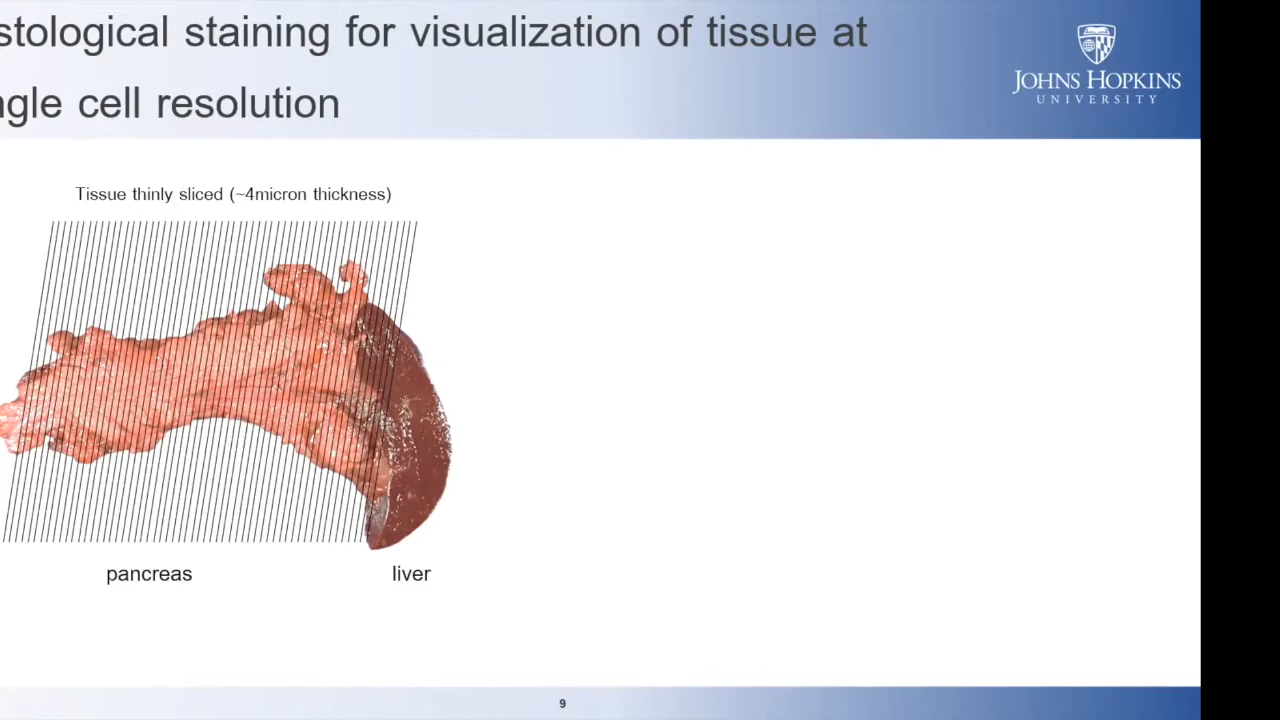 stological staining for visualization of tissue at
ngle cell resolution
JOHNS HOPKINS
UNIVERSITY
Tissue thinly sliced (~4micron thickness)
pancreas
liver
9